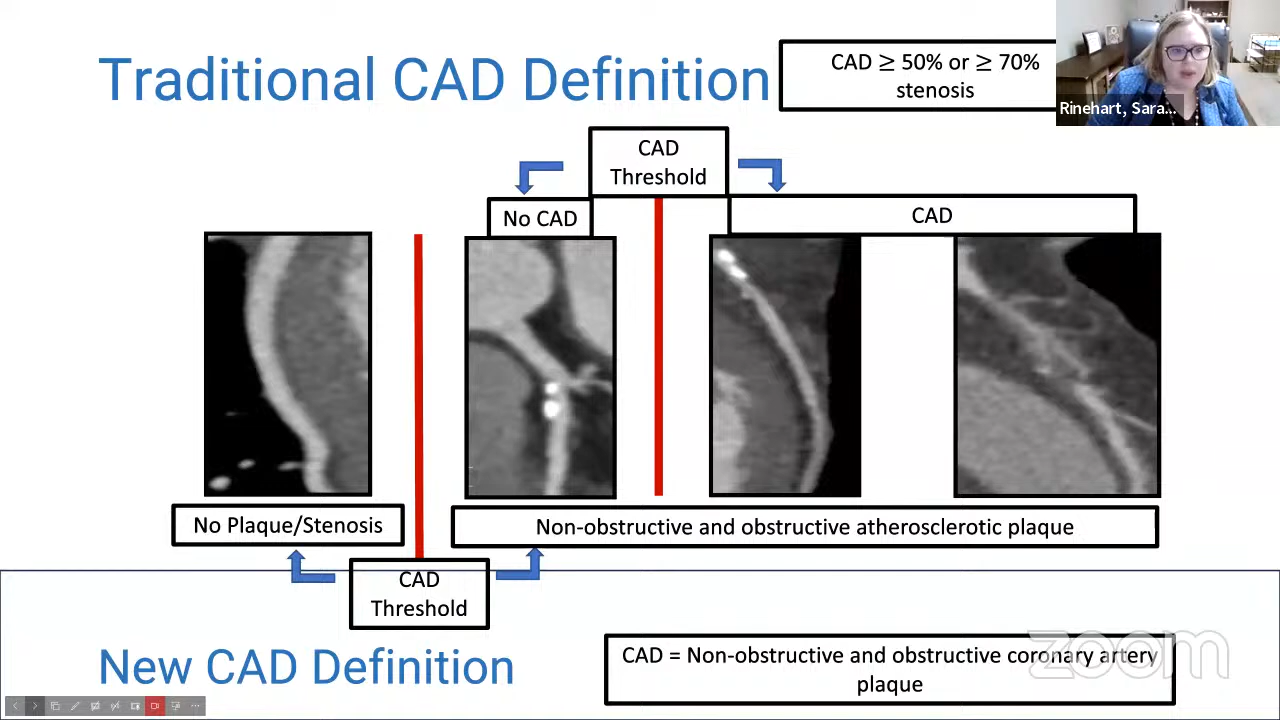 Traditional CAD Definition
CAD ≥ 50% or ≥ 70%
stenosis
Rinehart, Sara...
CAD
Threshold
No CAD
CAD
No Plaque/Stenosis
Non-obstructive and obstructive atherosclerotic plaque
CAD
Threshold
New CAD Definition
CAD = Non-obstructive and obstructive coronary artery
plaque
zoom